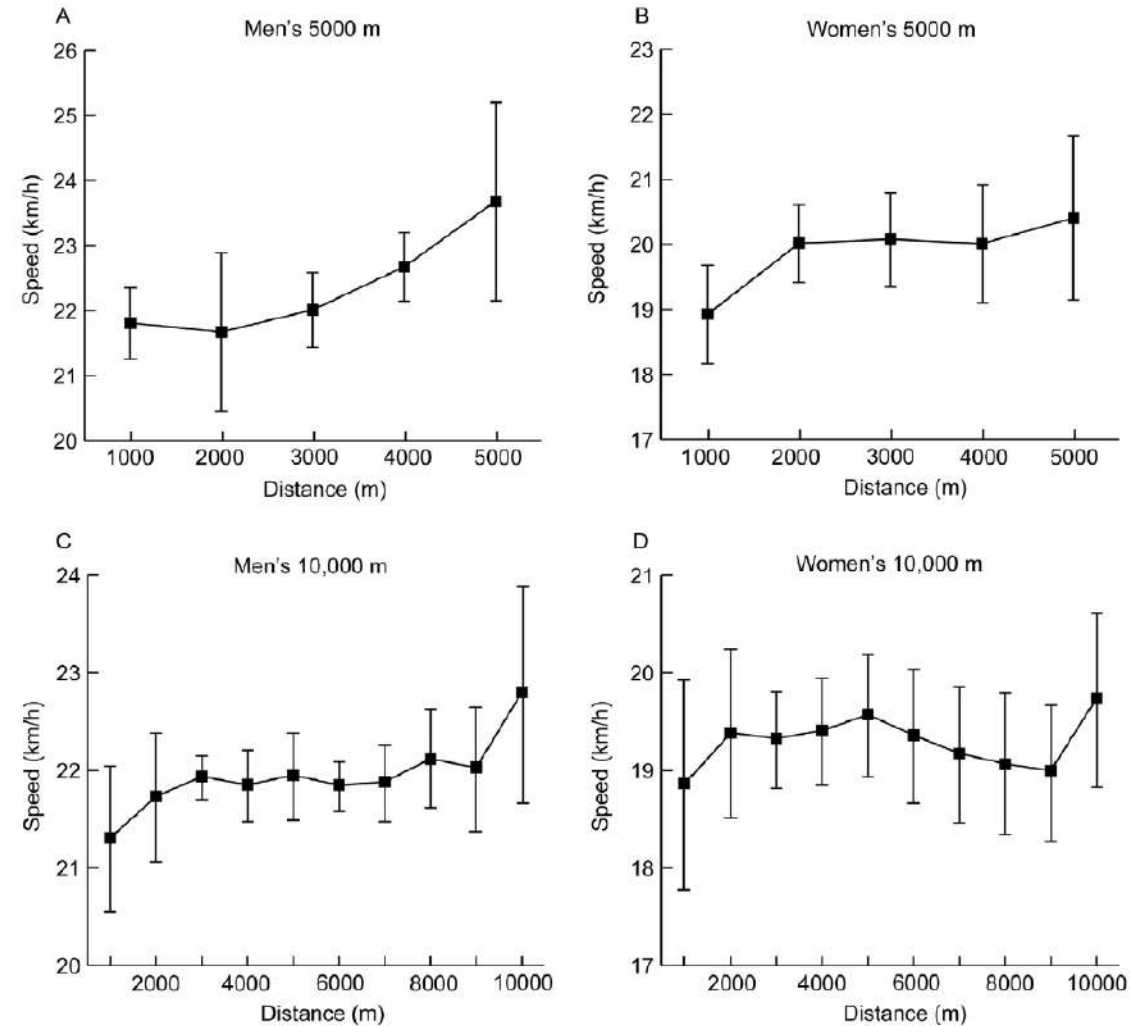 A
Men's 5000 m
26
25
24
23
22
21
20
Speed (km/h)
1000 2000 3000 4000 5000
Distance (m)
B
Women's 5000 m
23
22
21
20
19
18
17
Speed (km/h)
1000 2000 3000 4000 5000
Distance (m)
C
Men's 10,000 m
24
23
22
21
20
Speed (km/h)
2000 4000 6000 8000 10000
Distance (m)
D
Women's 10,000 m
21
20
19
18
17
Speed (km/h)
2000 4000 6000 8000 10000
Distance (m)